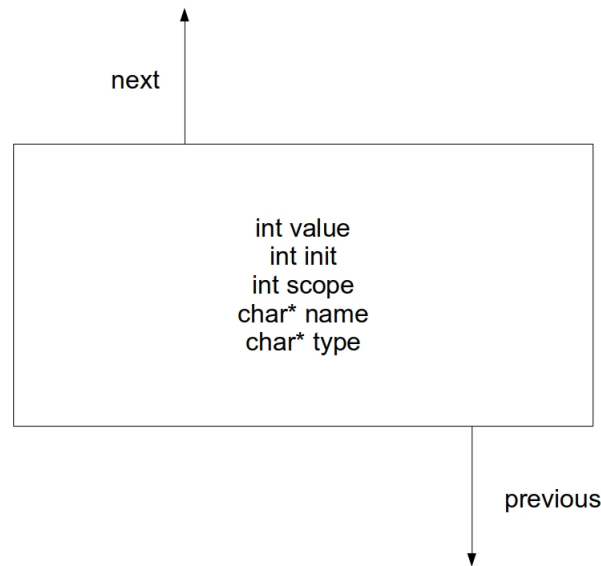 next
int value
int init
int scope
char* name
char* type
previous